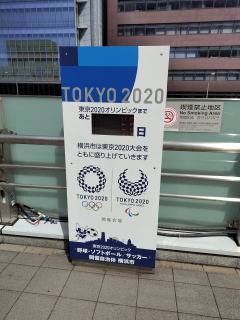 TOKYO 2020
東京2020オリンピックまで
あと
日
横浜市は東京2020大会を
ともに盛り上げていきます
TOKYO 2020
TOKYO 2020
開催会場
東京2020オリンピック
野球・ソフトボール/サッカー
開催自治体 横浜市
喫煙禁止地区
No Smoking Area